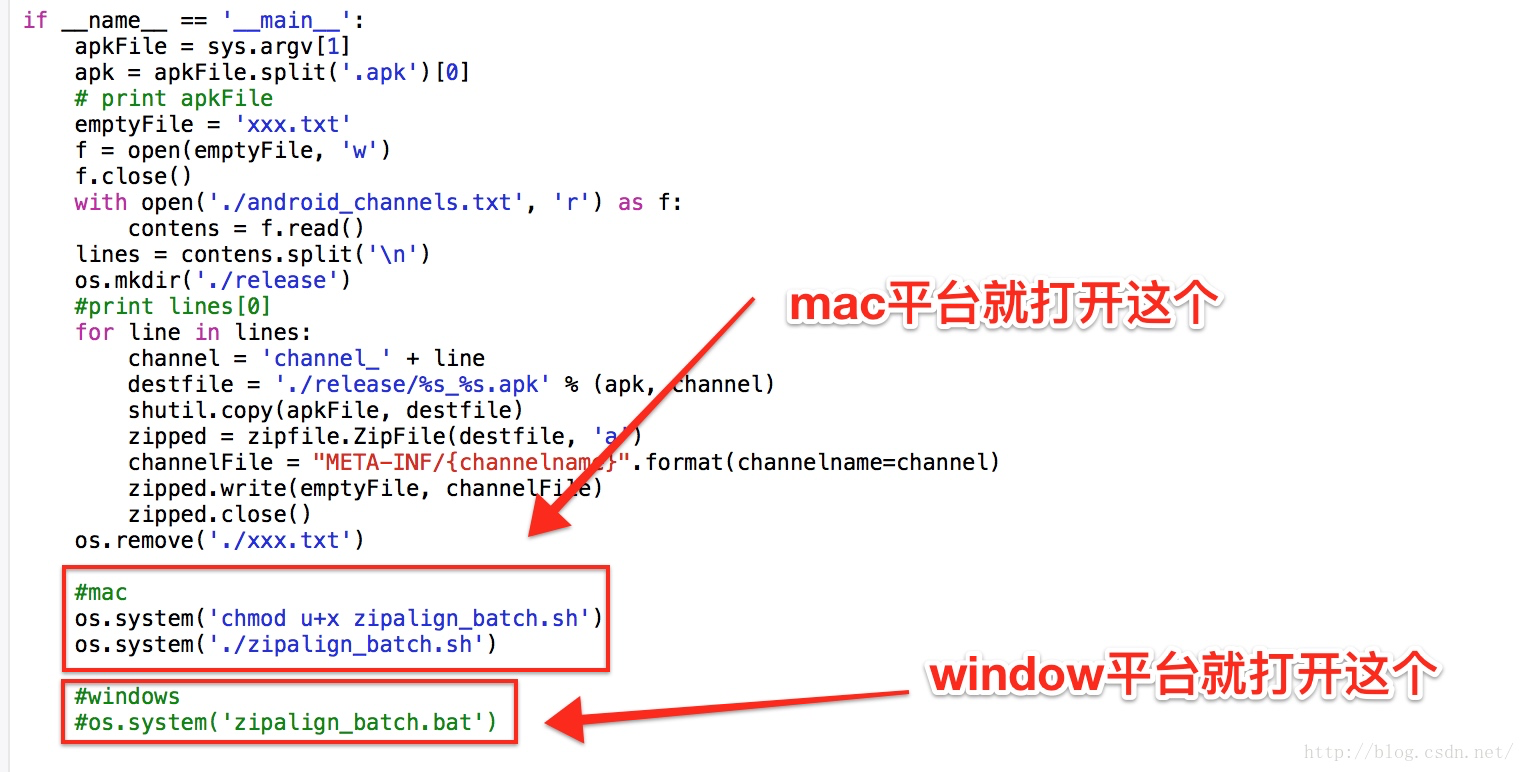 if __name__ == '__main__':
    apkFile = sys.argv[1]
    apk = apkFile.split('.apk')[0]
    # print apkFile
    emptyFile = 'xxx.txt'
    f = open(emptyFile, 'w')
    f.close()
    with open('./android_channels.txt', 'r') as f:
        contens = f.read()
    lines = contens.split('\n')
    os.mkdir('./release')
    #print lines[0]
mac平台就打开这个
    for line in lines:
        channel = 'channel_' + line
        destfile = './release/%s_%s.apk' % (apk, channel)
        shutil.copy(apkFile, destfile)
        zipped = zipfile.ZipFile(destfile, 'a')
        channelFile = "META-INF/{channelname}".format(channelname=channel)
        zipped.write(emptyFile, channelFile)
        zipped.close()
    os.remove('./xxx.txt')
    #mac
    os.system('chmod u+x zipalign_batch.sh')
    os.system('./zipalign_batch.sh')
window平台就打开这个
    #windows
    #os.system('zipalign_batch.bat')
http://blog.csdn.net/